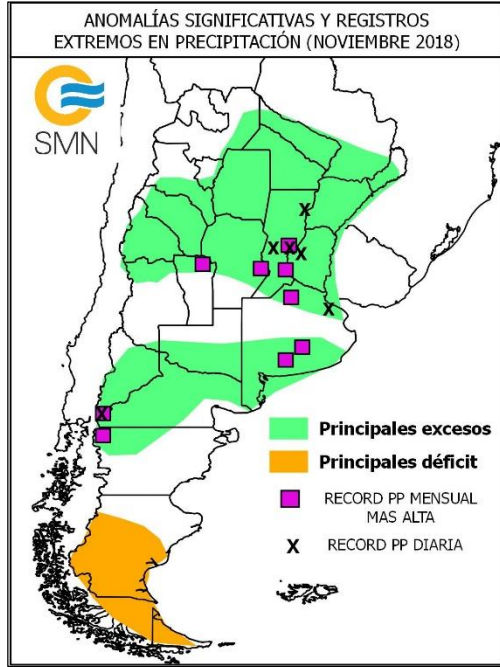 ANOMALÍAS SIGNIFICATIVAS Y REGISTROS
EXTREMOS EN PRECIPITACIÓN (NOVIEMBRE 2018)
SMN
Principales excesos
Principales déficit
RECORD PP MENSUAL
MAS ALTA
X RECORD PP DIARIA